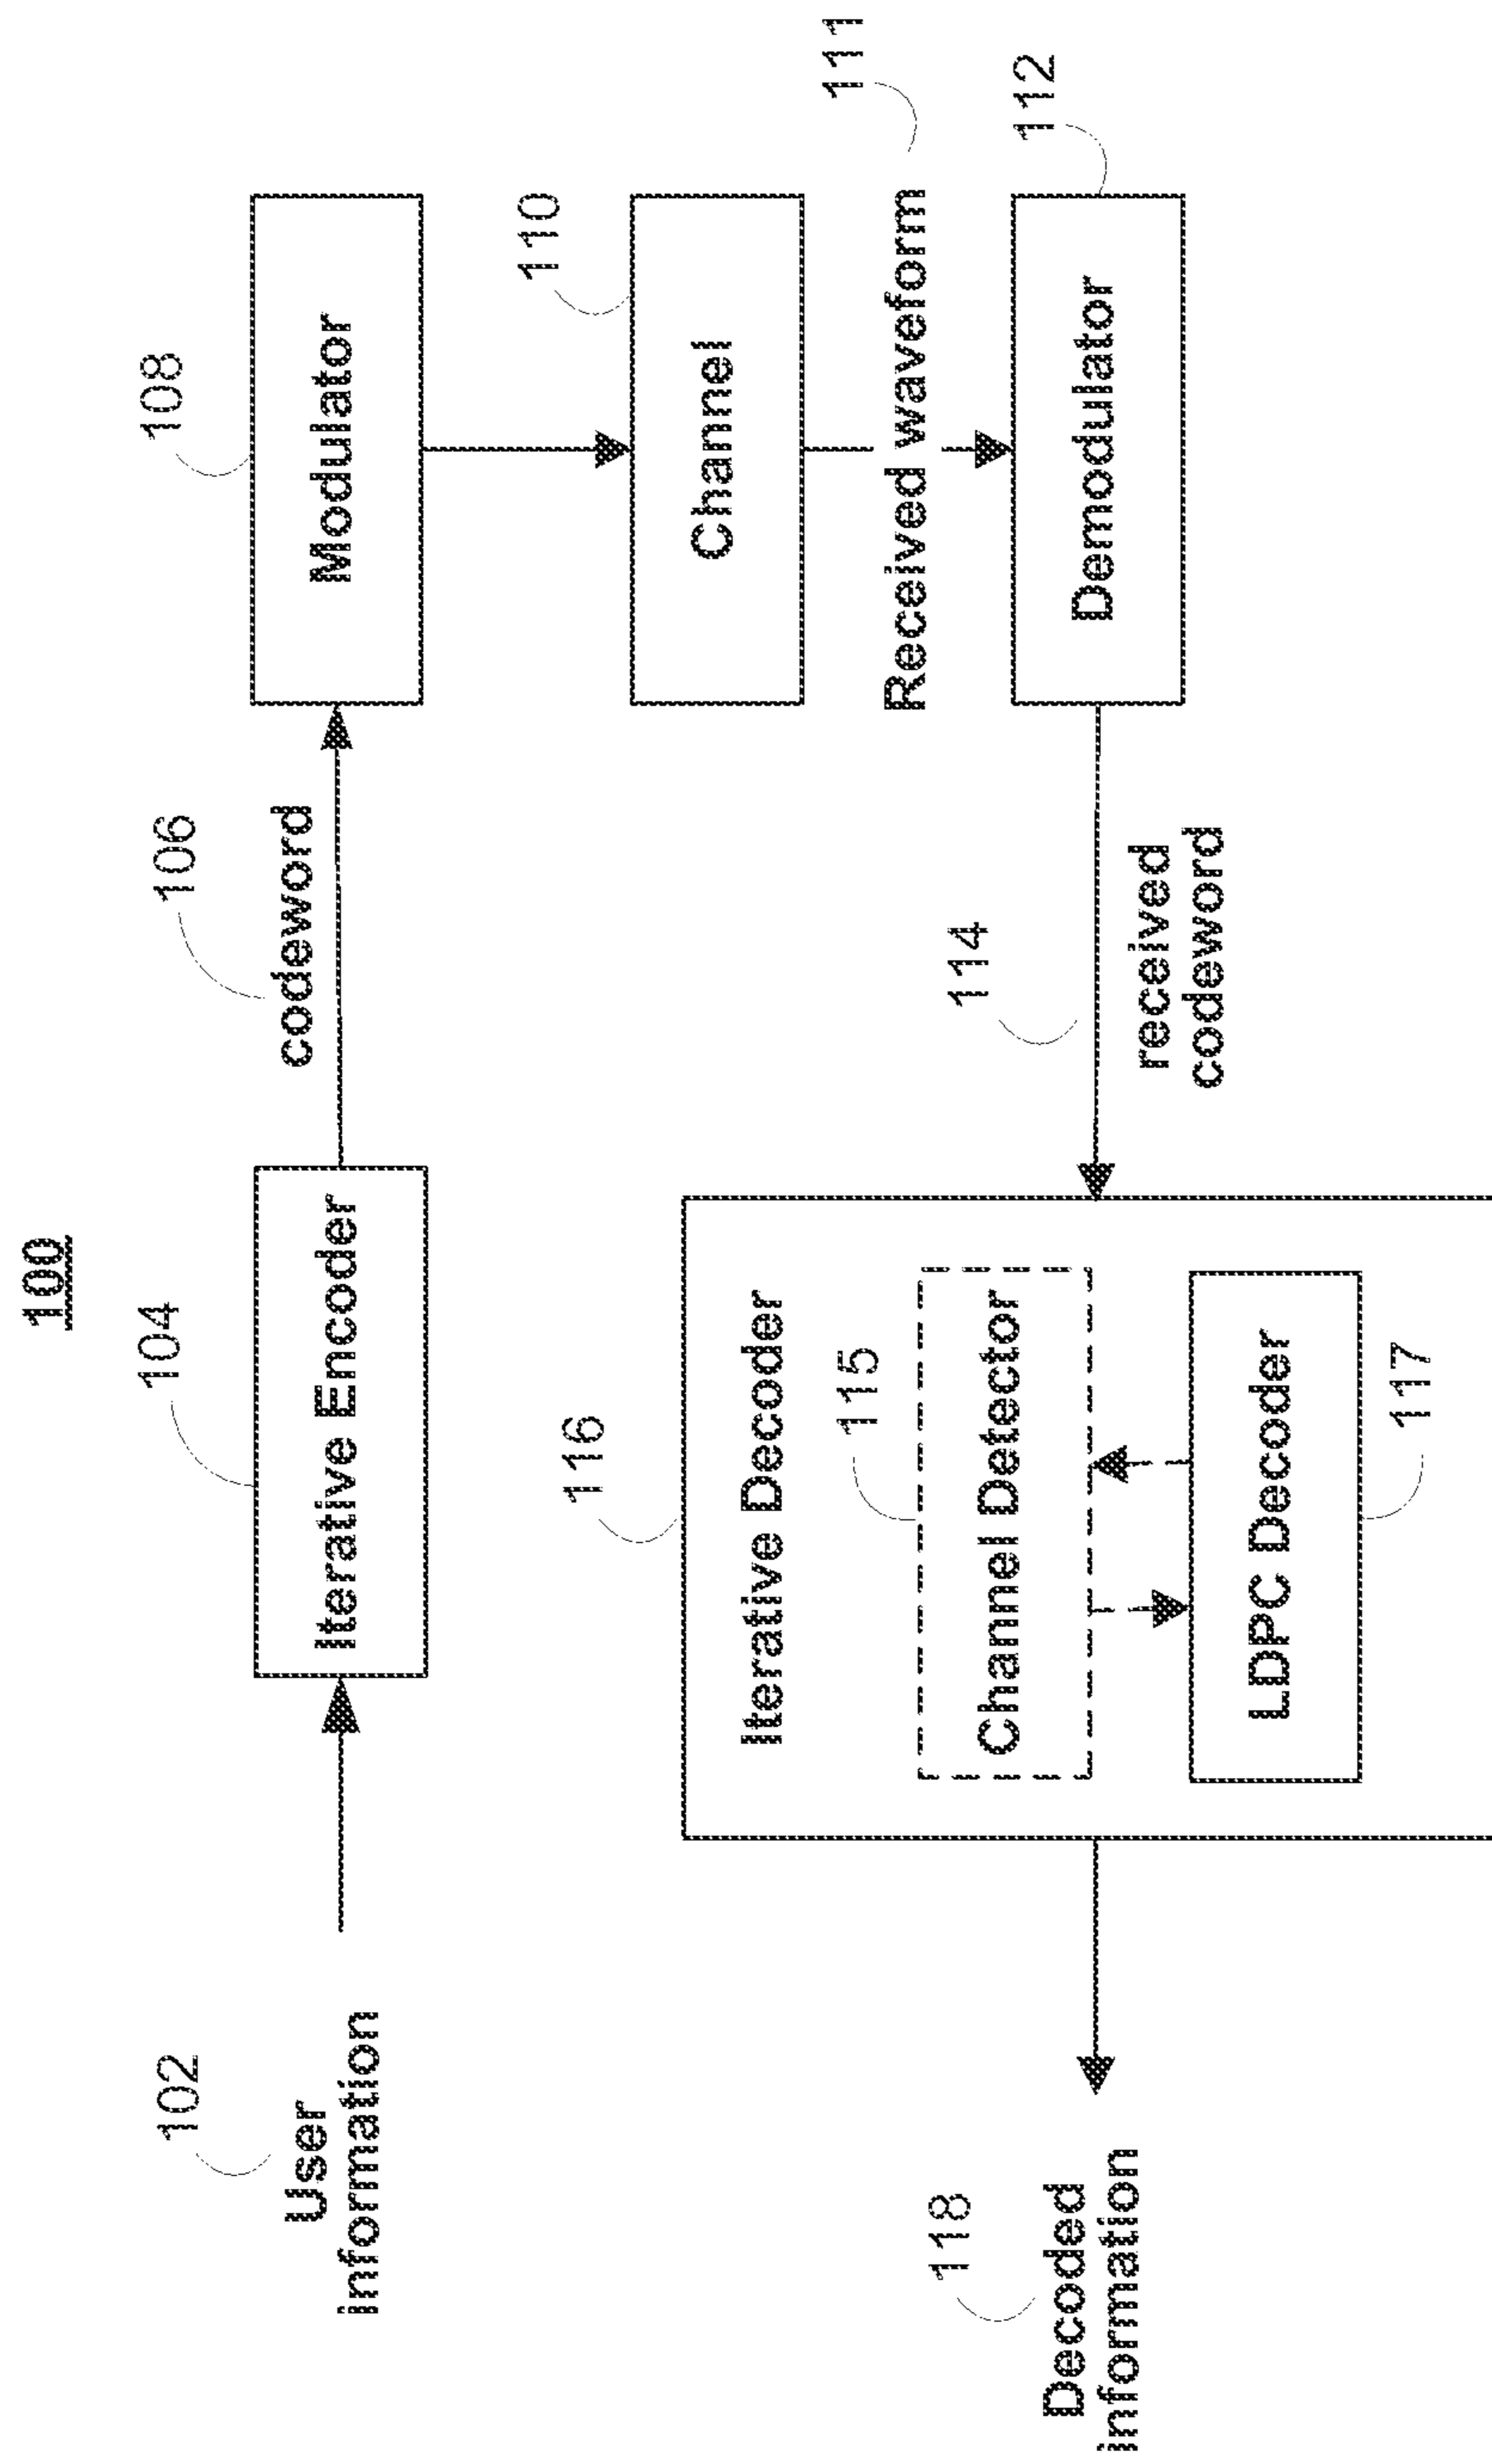 100
102
User
information
104
Iterative Encoder
106
codeword
108
Modulator
110
Channel
111
Received waveform
112
Demodulator
114
received
codeword
116
Iterative Decoder
115
Channel Detector
LDPC Decoder
117
118
Decoded
information